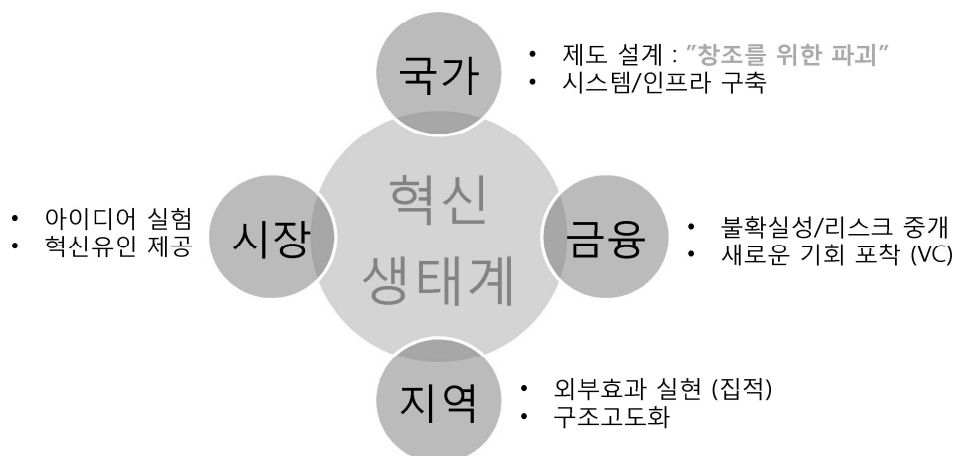 국가
• 제도 설계 : "창조를 위한 파괴"
• 시스템/인프라 구축
혁신
생태계
시장
• 아이디어 실험
• 혁신유인 제공
금융
• 불확실성/리스크 중개
• 새로운 기회 포착 (VC)
지역
• 외부효과 실현 (집적)
• 구조고도화